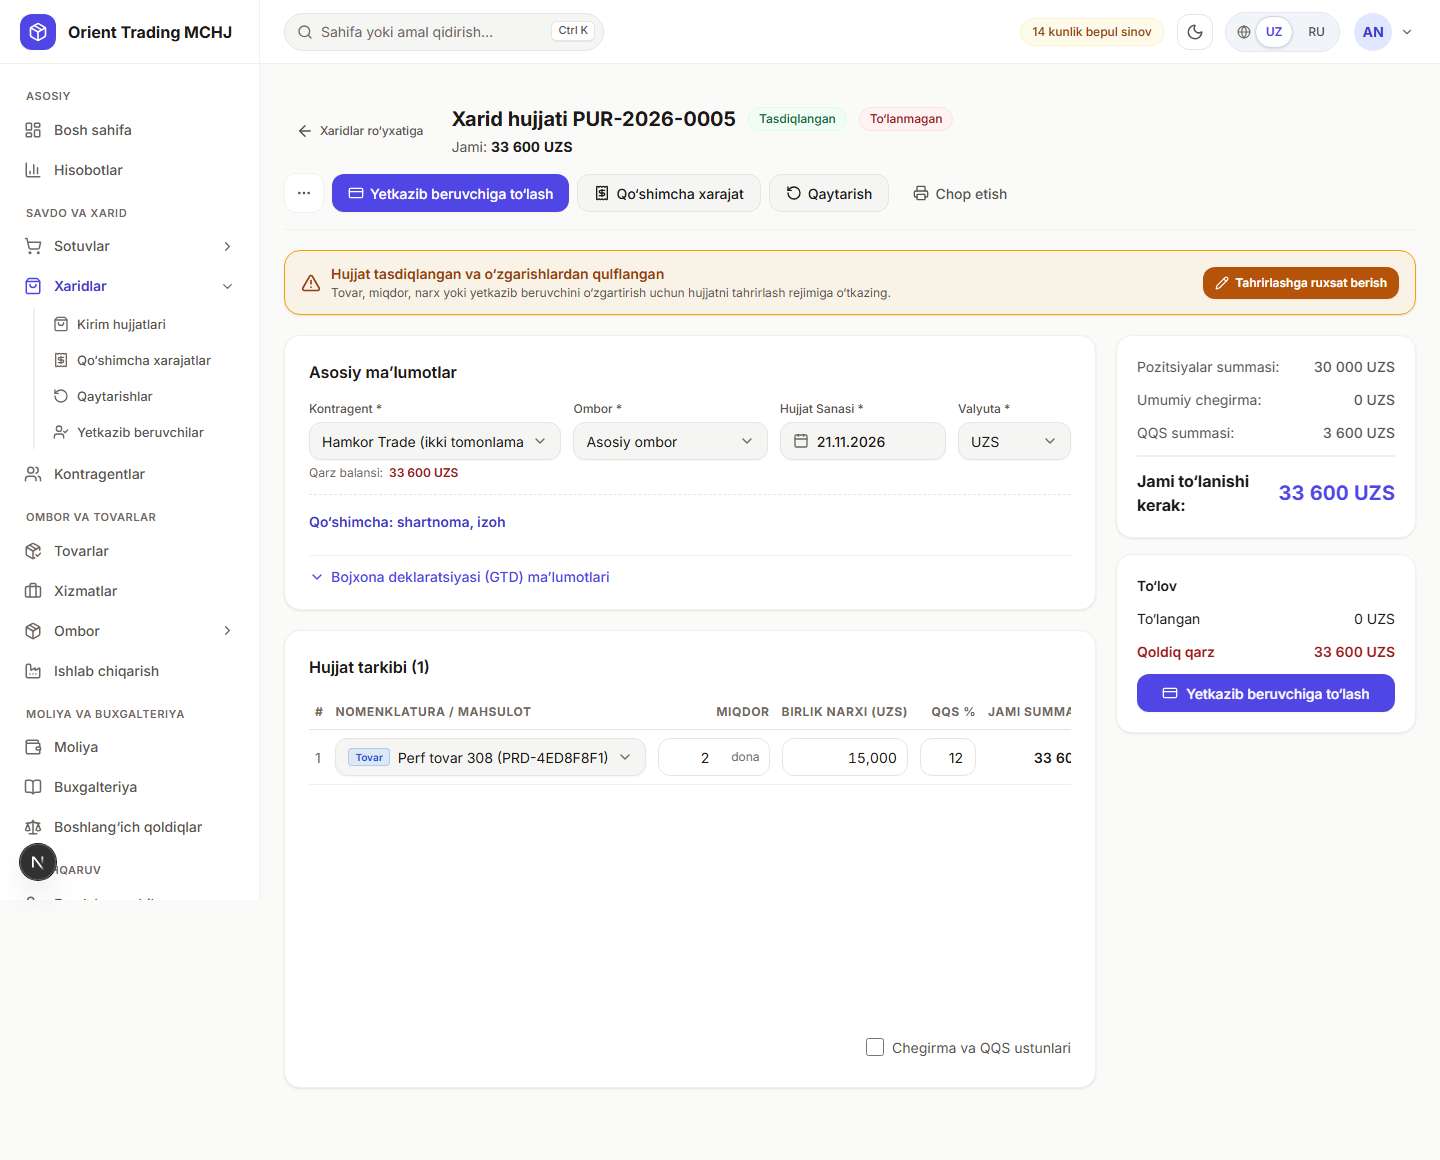 Orient Trading MCHJ
Sahifa yoki amal qidirish...
Ctrl K
14 kunlik bepul sinov
UZ
RU
AN
ASOSIY
Bosh sahifa
Hisobotlar
SAVDO VA XARID
Sotuvlar
Xaridlar
Kirim hujjatlari
Qo‘shimcha xarajatlar
Qaytarishlar
Yetkazib beruvchilar
Kontragentlar
OMBOR VA TOVARLAR
Tovarlar
Xizmatlar
Ombor
Ishlab chiqarish
MOLIYA VA BUXGALTERIYA
Moliya
Buxgalteriya
Boshlang‘ich qoldiqlar
N
Xaridlar ro‘yxatiga
Xarid hujjati PUR-2026-0005
Tasdiqlangan
To‘lanmagan
Jami: 33 600 UZS
Yetkazib beruvchiga to‘lash
Qo‘shimcha xarajat
Qaytarish
Chop etish
Hujjat tasdiqlangan va o‘zgarishlardan qulflangan
Tovar, miqdor, narx yoki yetkazib beruvchini o‘zgartirish uchun hujjatni tahrirlash rejimiga o‘tkazing.
Tahrirlashga ruxsat berish
Asosiy ma’lumotlar
Kontragent *
Ombor *
Hujjat Sanasi *
Valyuta *
Hamkor Trade (ikki tomonlama
Asosiy ombor
21.11.2026
UZS
Qarz balansi: 33 600 UZS
Qo‘shimcha: shartnoma, izoh
Bojxona deklaratsiyasi (GTD) ma’lumotlari
Hujjat tarkibi (1)
# NOMENKLATURA / MAHSULOT MIQDOR BIRLIK NARXI (UZS) QQS % JAMI SUMMA
1 Tovar Perf tovar 308 (PRD-4ED8F8F1) 2 dona 15,000 12 33 60
Chegirma va QQS ustunlari
Pozitsiyalar summasi: 30 000 UZS
Umumiy chegirma: 0 UZS
QQS summasi: 3 600 UZS
Jami to‘lanishi
kerak:
33 600 UZS
To‘lov
To‘langan 0 UZS
Qoldiq qarz 33 600 UZS
Yetkazib beruvchiga to‘lash